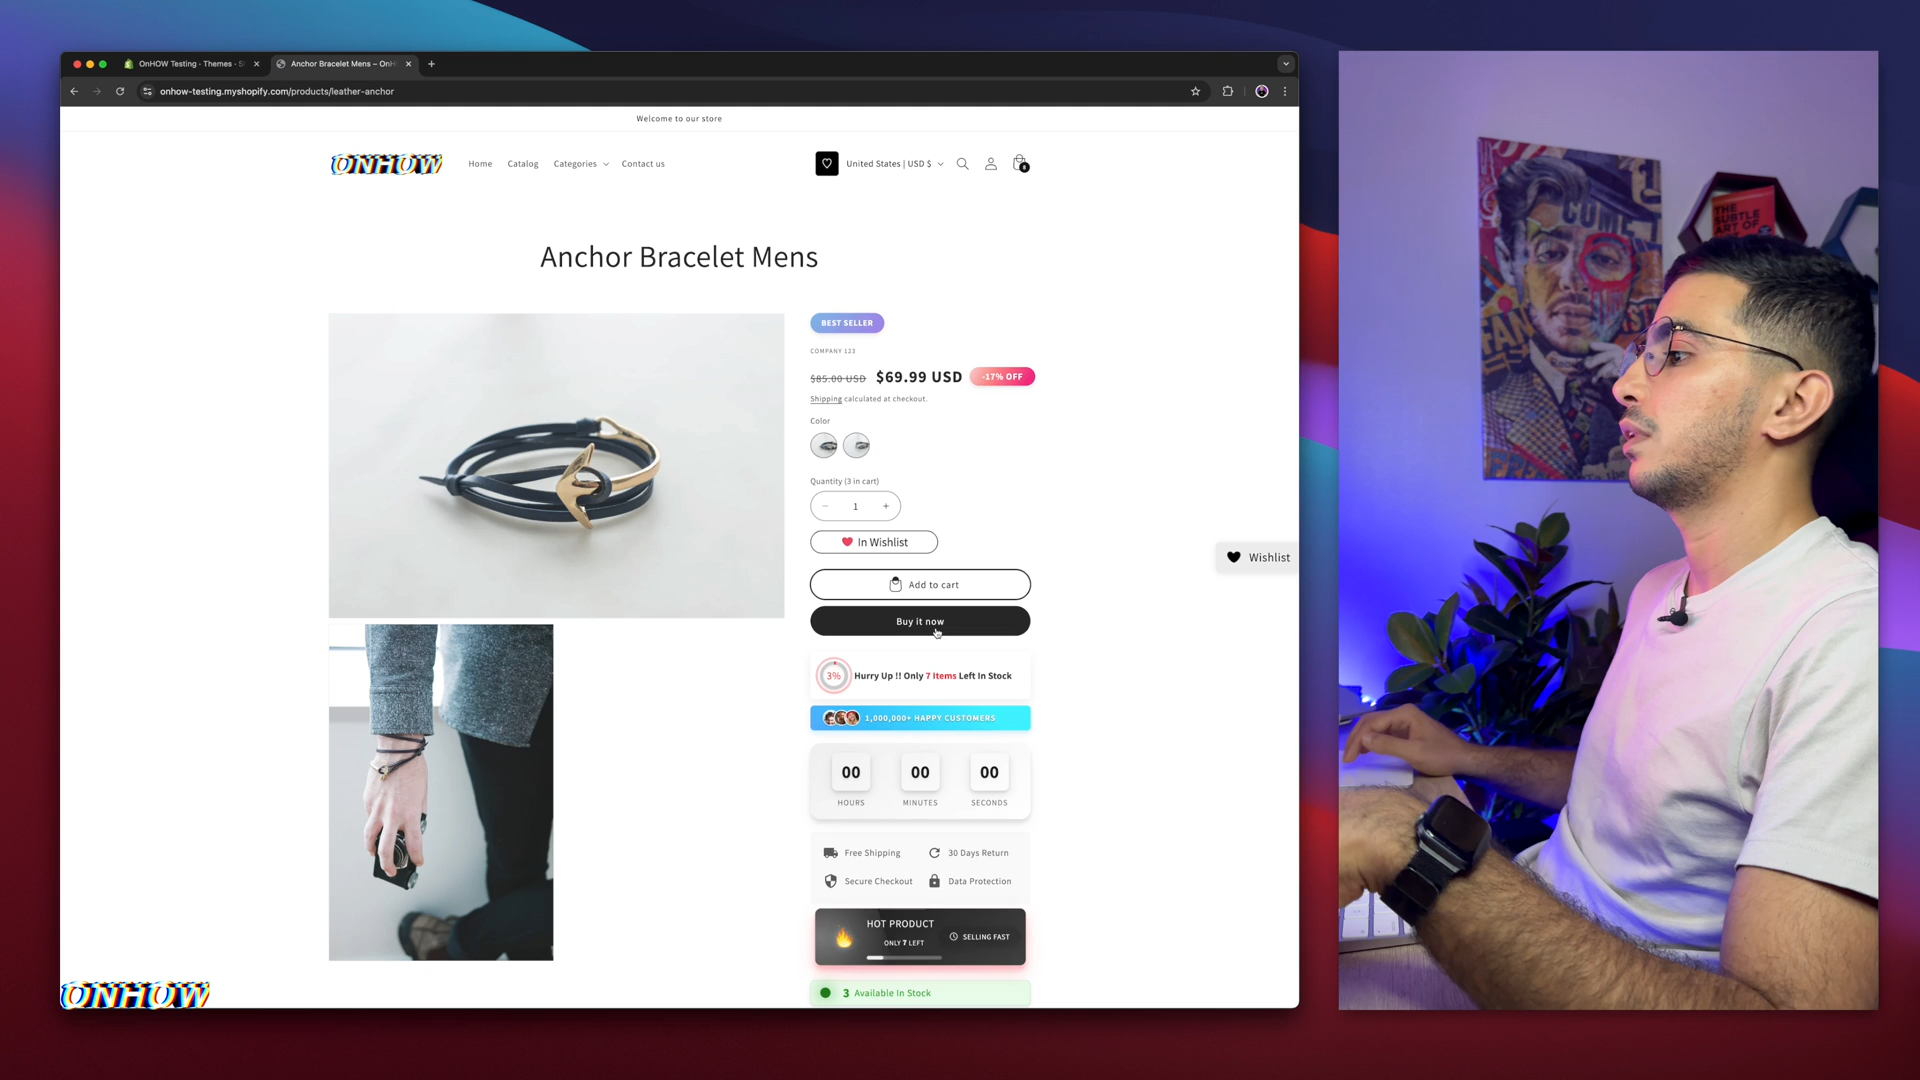 OnHOW Testing · Themes · S
Anchor Bracelet Mens – OnH
onhow-testing.myshopify.com/products/leather-anchor
Welcome to our store
ONHOW
Home
Catalog
Categories
Contact us
United States | USD $
8
Anchor Bracelet Mens
BEST SELLER
COMPANY 123
$85.00 USD $69.99 USD -17% OFF
Shipping calculated at checkout.
Color
Quantity (3 in cart)
− 1 +
In Wishlist
Wishlist
Add to cart
Buy it now
3% Hurry Up !! Only 7 Items Left In Stock
1,000,000+ HAPPY CUSTOMERS
00 00 00
HOURS MINUTES SECONDS
Free Shipping 30 Days Return
Secure Checkout Data Protection
HOT PRODUCT
ONLY 7 LEFT
SELLING FAST
3 Available In Stock
ONHOW
THE
SUBTLE
ART OF